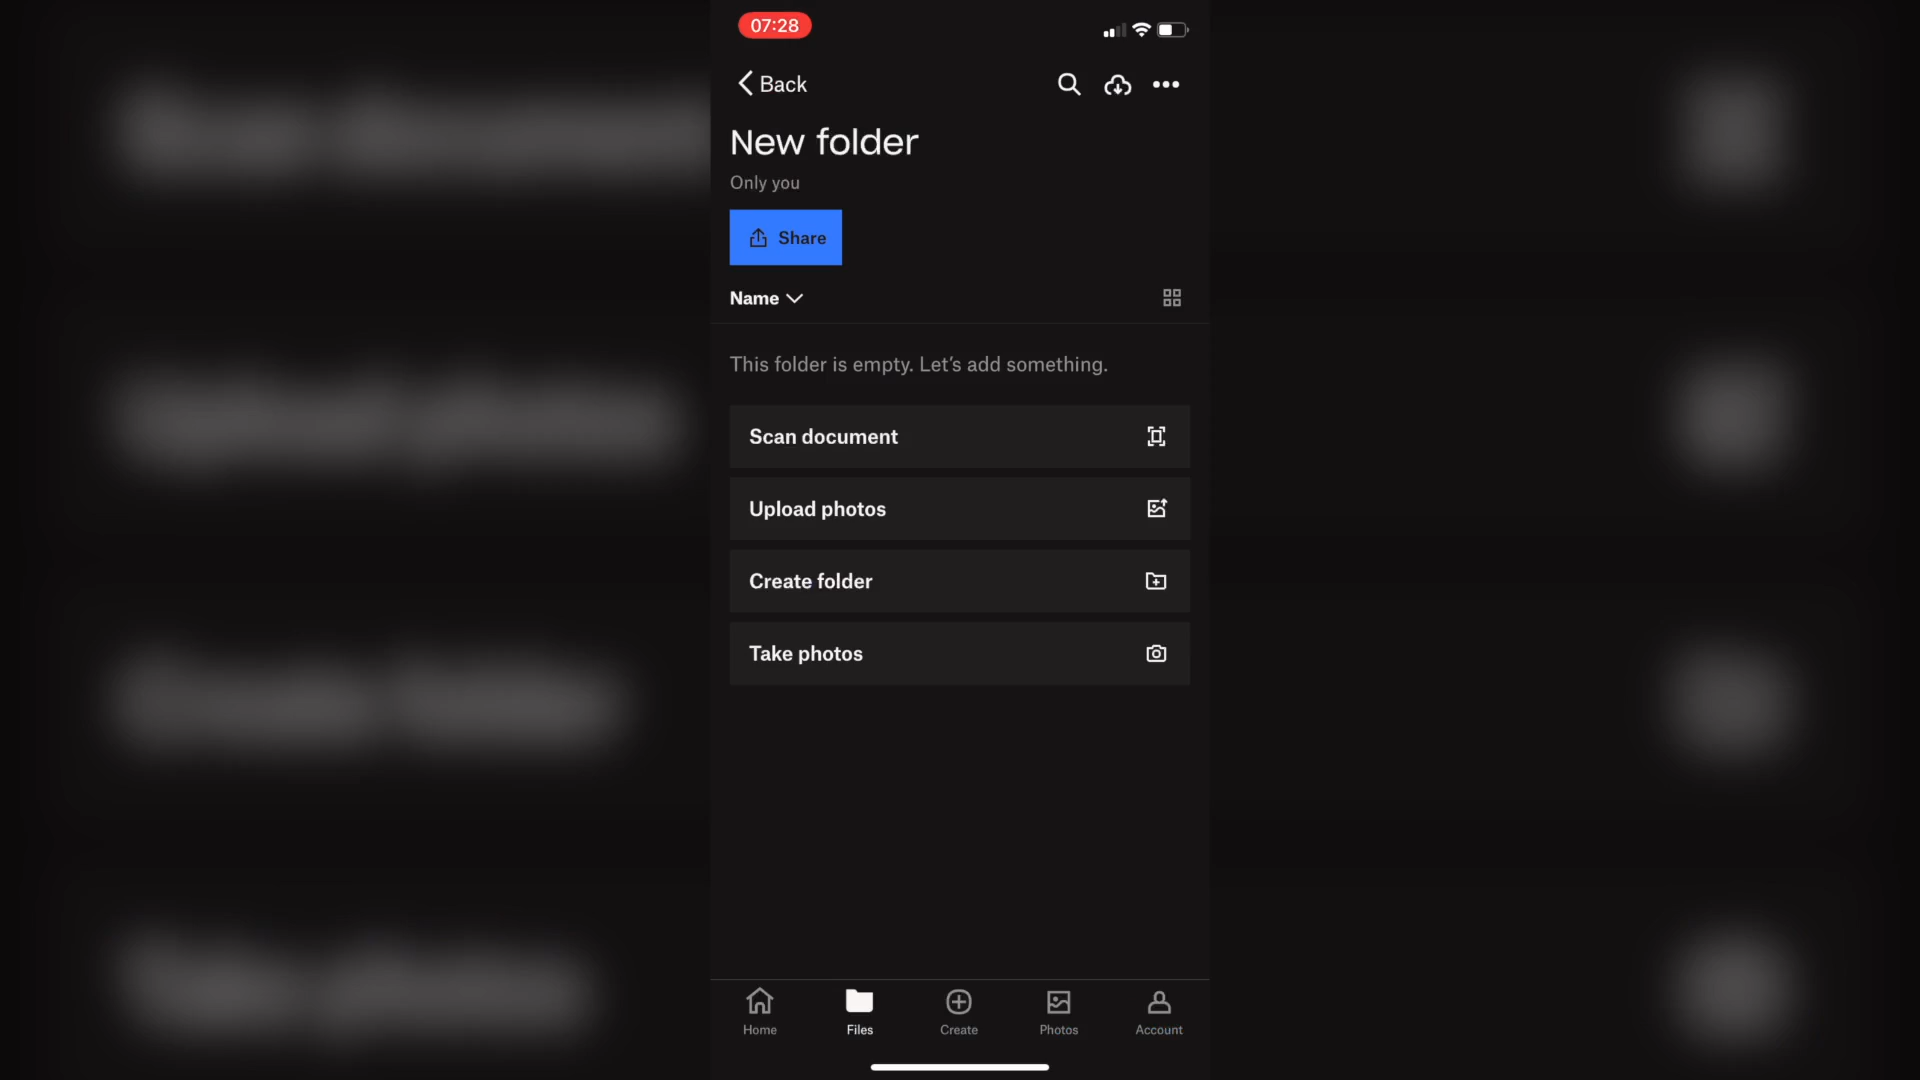 07:28
Back
New folder
Only you
Share
Name
This folder is empty. Let’s add something.
Scan document
Upload photos
Create folder
Take photos
Home
Files
Create
Photos
Account